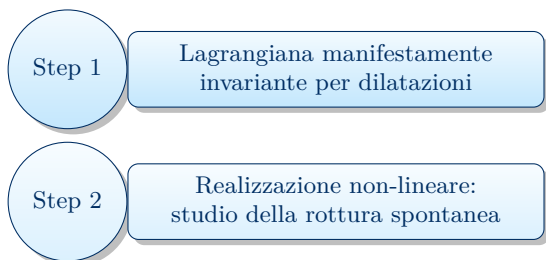 Step 1
Lagrangiana manifestamente
invariante per dilatazioni
Step 2
Realizzazione non-lineare:
studio della rottura spontanea